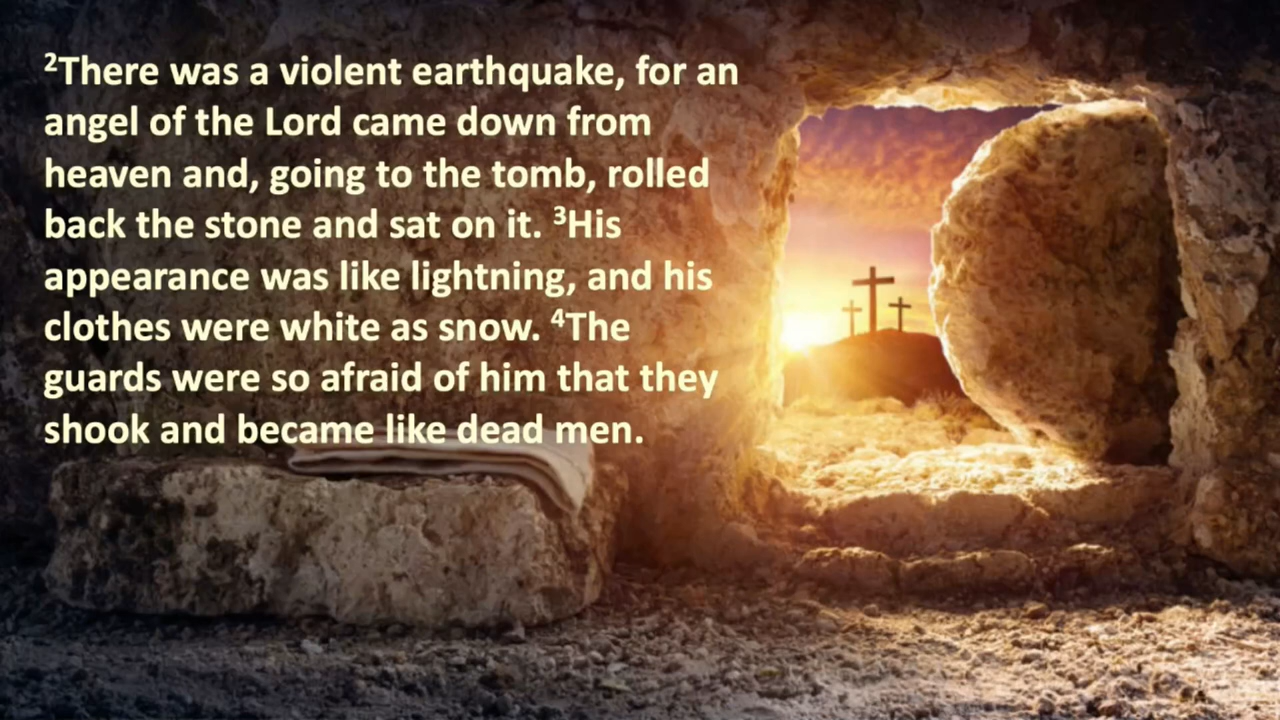 ²There was a violent earthquake, for an
angel of the Lord came down from
heaven and, going to the tomb, rolled
back the stone and sat on it. ³His
appearance was like lightning, and his
clothes were white as snow. ⁴The
guards were so afraid of him that they
shook and became like dead men.